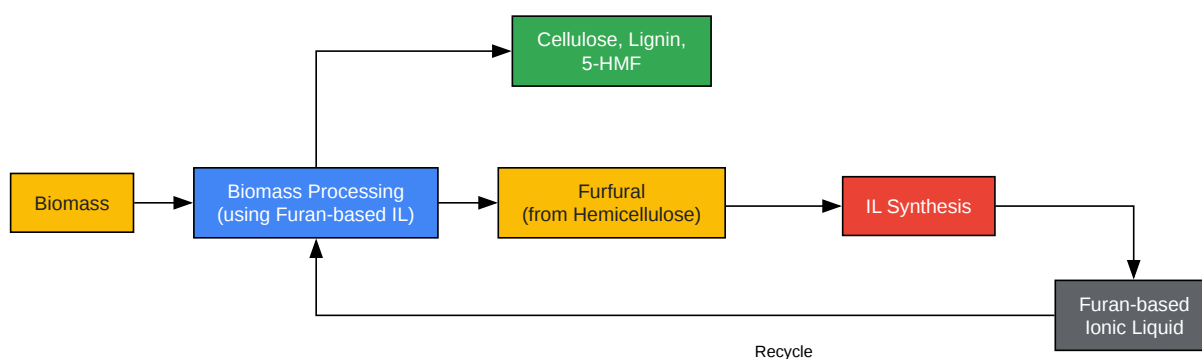 Cellulose, Lignin,
5-HMF
Biomass
Biomass Processing
(using Furan-based IL)
Furfural
(from Hemicellulose)
IL Synthesis
Furan-based
Ionic Liquid
Recycle